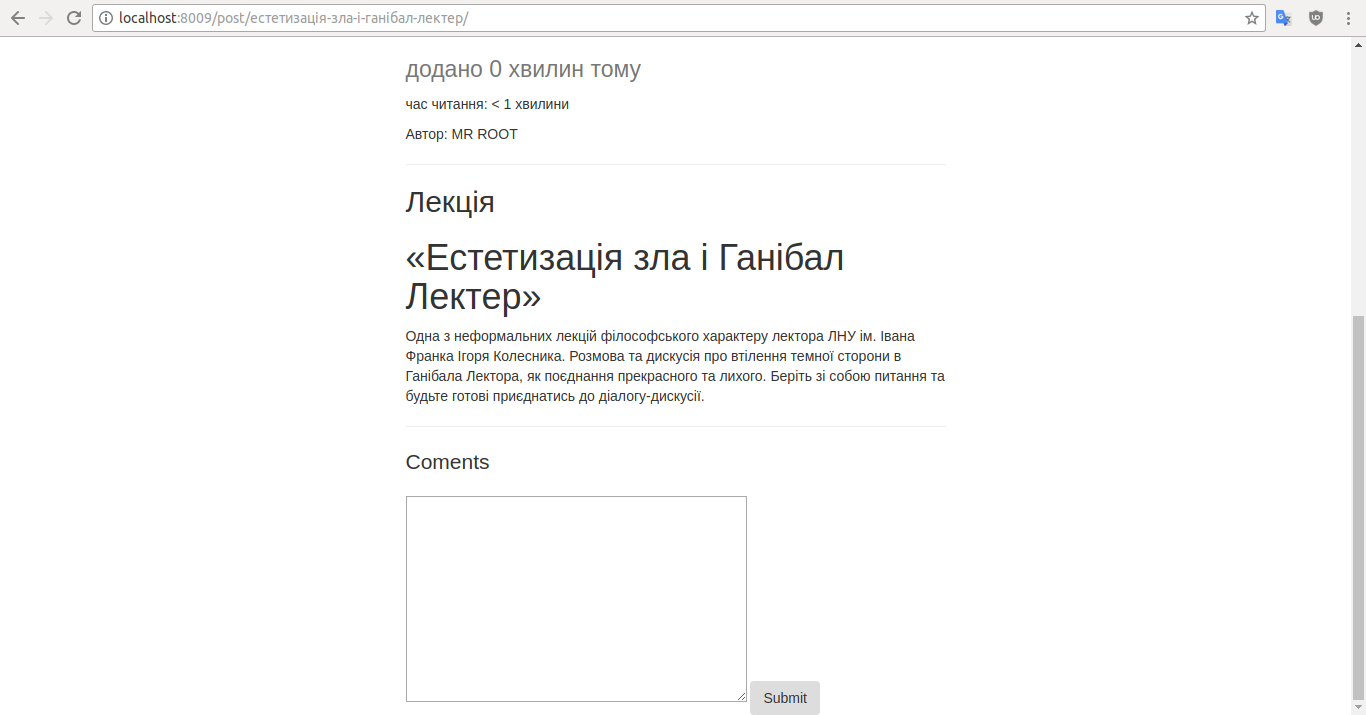 localhost:8009/post/естетизація-зла-і-ганібал-лектер/
додано 0 хвилин тому
час читання: < 1 хвилини
Автор: MR ROOT
Лекція
«Естетизація зла і Ганібал
Лектер»
Одна з неформальних лекцій філософського характеру лектора ЛНУ ім. Івана
Франка Ігоря Колесника. Розмова та дискусія про втілення темної сторони в
Ганібала Лектора, як поєднання прекрасного та лихого. Беріть зі собою питання та
будьте готові приєднатись до діалогу-дискусії.
Coments
Submit